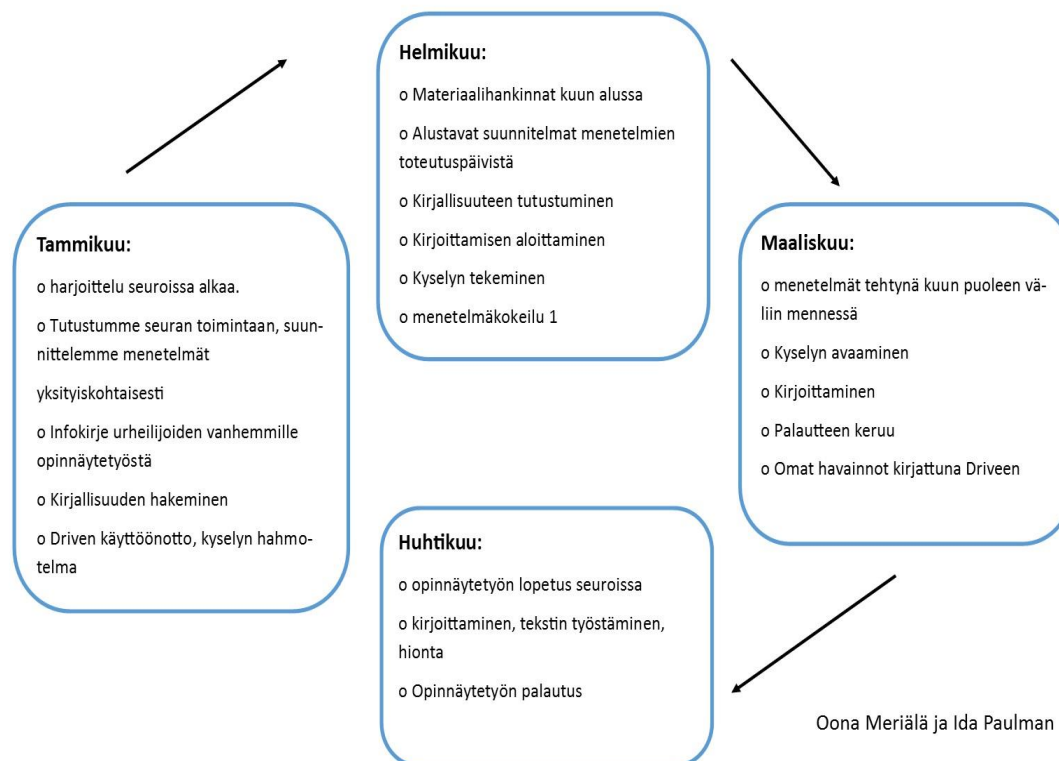 Tammikuu:
o harjoittelu seuroissa alkaa.
o Tutustumme seuran toimintaan, suun-
nittelemme menetelmät
yksityiskohtaisesti
o Infokirje urheilijoiden vanhemmille
opinnäytetyöstä
o Kirjallisuuden hakeminen
o Driven käyttöönotto, kyselyn hahmo-
telma
Helmikuu:
o Materiaalihankinnat kuun alussa
o Alustavat suunnitelmat menetelmien
toteutuspäivistä
o Kirjallisuuteen tutustuminen
o Kirjoittamisen aloittaminen
o Kyselyn tekeminen
o menetelmäkokeilu 1
Maaliskuu:
o menetelmät tehtynä kuun puoleen vä-
liin mennessä
o Kyselyn avaaminen
o Kirjoittaminen
o Palautteen keruu
o Omat havainnot kirjattuna Driveen
Huhtikuu:
o opinnäytetyön lopetus seuroissa
o kirjoittaminen, tekstin työstäminen,
hionta
o Opinnäytetyön palautus
Oona Meriälä ja Ida Paulman